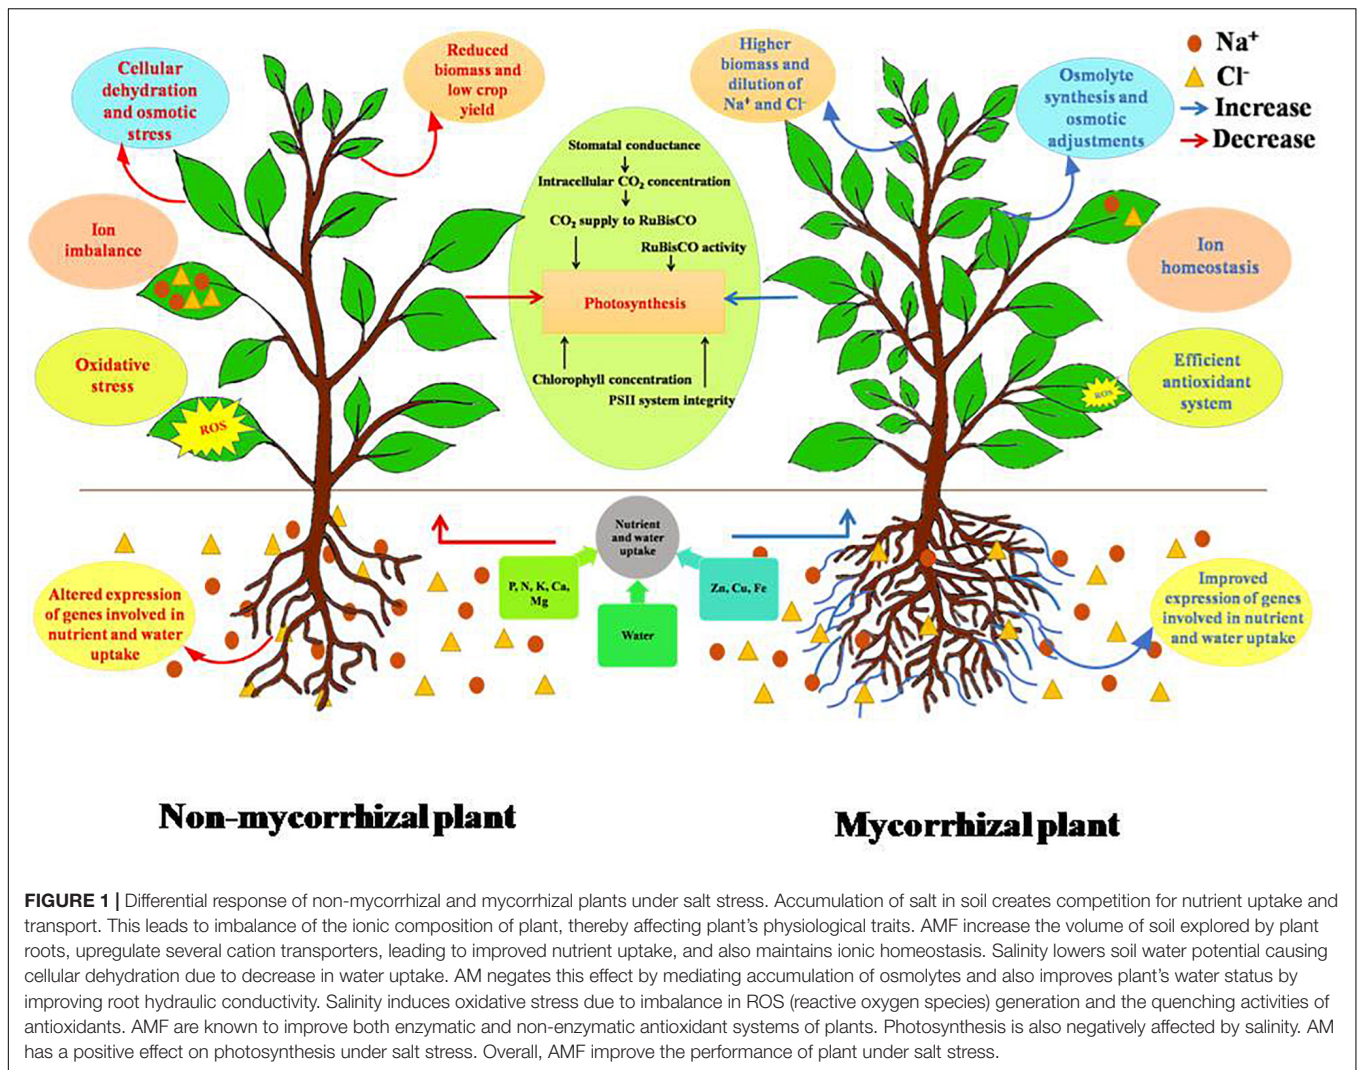 Cellular
dehydration
and osmotic
stress
Reduced
biomass and
low crop
yield
Ion
imbalance
Oxidative
stress
ROS
Stomatal conductance
Intracellular CO₂ concentration
CO₂ supply to RuBisCO
RuBisCO activity
Photosynthesis
Chlorophyll concentration
PSII system integrity
Higher
biomass and
dilution of
Na⁺ and Cl⁻
Osmolyte
synthesis and
osmotic
adjustments
Na⁺
Cl⁻
Increase
Decrease
Ion
homeostasis
Efficient
antioxidant
system
ROS
Altered expression
of genes involved in
nutrient and water
uptake
Nutrient
and water
uptake
P, N, K, Ca,
Mg
Zn, Cu, Fe
Water
Improved
expression of genes
involved in nutrient
and water uptake
Non-mycorrhizal plant
Mycorrhizal plant
FIGURE 1 | Differential response of non-mycorrhizal and mycorrhizal plants under salt stress. Accumulation of salt in soil creates competition for nutrient uptake and
transport. This leads to imbalance of the ionic composition of plant, thereby affecting plant's physiological traits. AMF increase the volume of soil explored by plant
roots, upregulate several cation transporters, leading to improved nutrient uptake, and also maintains ionic homeostasis. Salinity lowers soil water potential causing
cellular dehydration due to decrease in water uptake. AM negates this effect by mediating accumulation of osmolytes and also improves plant's water status by
improving root hydraulic conductivity. Salinity induces oxidative stress due to imbalance in ROS (reactive oxygen species) generation and the quenching activities of
antioxidants. AMF are known to improve both enzymatic and non-enzymatic antioxidant systems of plants. Photosynthesis is also negatively affected by salinity. AM
has a positive effect on photosynthesis under salt stress. Overall, AMF improve the performance of plant under salt stress.